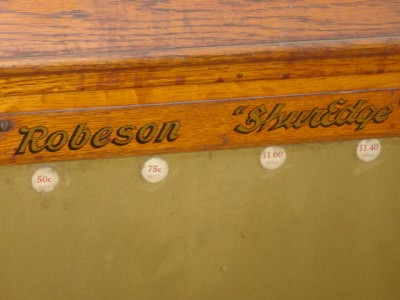 Robeson "ShurEdge"
50c 75c $1.00 $1.40